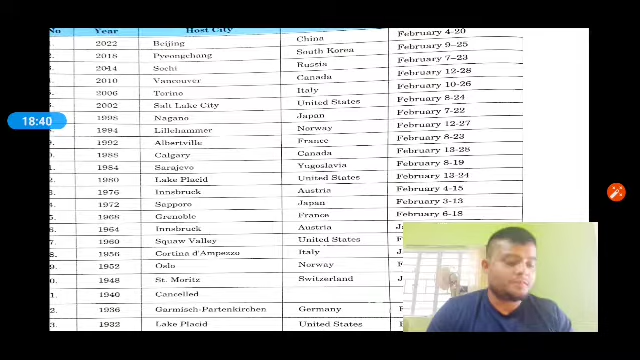 No Year Host City
2022 Beijing China February 4-20
2018 Pyeongchang South Korea February 9-25
2014 Sochi Russia February 7-23
2010 Vancouver Canada February 12-28
2006 Torino Italy February 10-26
2002 Salt Lake City United States February 8-24
18:40
1998 Nagano Japan February 7-22
1994 Lillehammer Norway February 12-27
1992 Albertville France February 8-23
1988 Calgary Canada February 13-28
1984 Sarajevo Yugoslavia February 8-19
1980 Lake Placid United States February 13-24
1976 Innsbruck Austria February 4-15
1972 Sapporo Japan February 3-13
1968 Grenoble France February 6-18
1964 Innsbruck Austria
1960 Squaw Valley United States
1956 Cortina d'Ampezzo Italy
1952 Oslo Norway
1948 St. Moritz Switzerland
1940 Cancelled
1936 Garmisch-Partenkirchen Germany
1932 Lake Placid United States